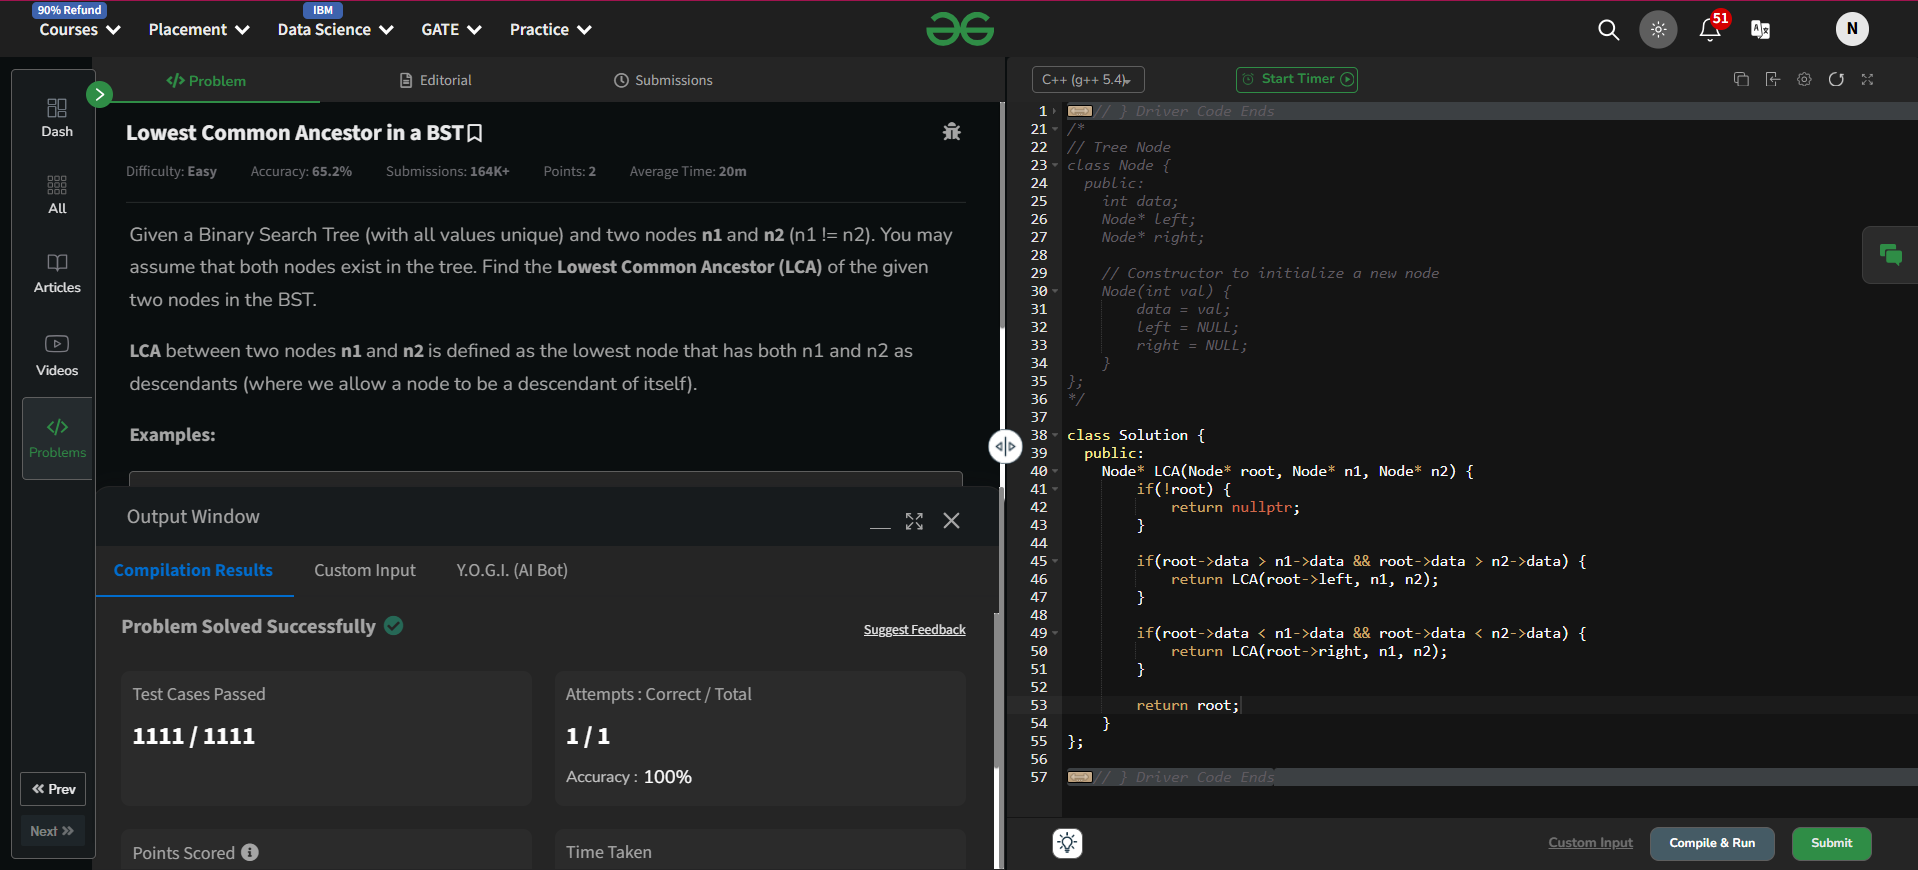 90% Refund
IBM
Courses
Placement
Data Science
GATE
Practice
51
N
Dash
All
Articles
Videos
Problems
Prev
Next
Problem
Editorial
Submissions
Lowest Common Ancestor in a BST
Difficulty: Easy Accuracy: 65.2% Submissions: 164K+ Points: 2 Average Time: 20m
Given a Binary Search Tree (with all values unique) and two nodes n1 and n2 (n1 != n2). You may
assume that both nodes exist in the tree. Find the Lowest Common Ancestor (LCA) of the given
two nodes in the BST.
LCA between two nodes n1 and n2 is defined as the lowest node that has both n1 and n2 as
descendants (where we allow a node to be a descendant of itself).
Examples:
Output Window
Compilation Results
Custom Input
Y.O.G.I. (AI Bot)
Problem Solved Successfully
Suggest Feedback
Test Cases Passed
1111 / 1111
Attempts : Correct / Total
1 / 1
Accuracy : 100%
Points Scored
Time Taken
C++ (g++ 5.4)
Start Timer
1 // } Driver Code Ends
21 /*
22 // Tree Node
23 class Node {
24 public:
25 int data;
26 Node* left;
27 Node* right;
28
29 // Constructor to initialize a new node
30 Node(int val) {
31 data = val;
32 left = NULL;
33 right = NULL;
34 }
35 };
36 */
37
38 class Solution {
39 public:
40 Node* LCA(Node* root, Node* n1, Node* n2) {
41 if(!root) {
42 return nullptr;
43 }
44
45 if(root->data > n1->data && root->data > n2->data) {
46 return LCA(root->left, n1, n2);
47 }
48
49 if(root->data < n1->data && root->data < n2->data) {
50 return LCA(root->right, n1, n2);
51 }
52
53 return root;
54 }
55 };
56
57 // } Driver Code Ends
Custom Input
Compile & Run
Submit